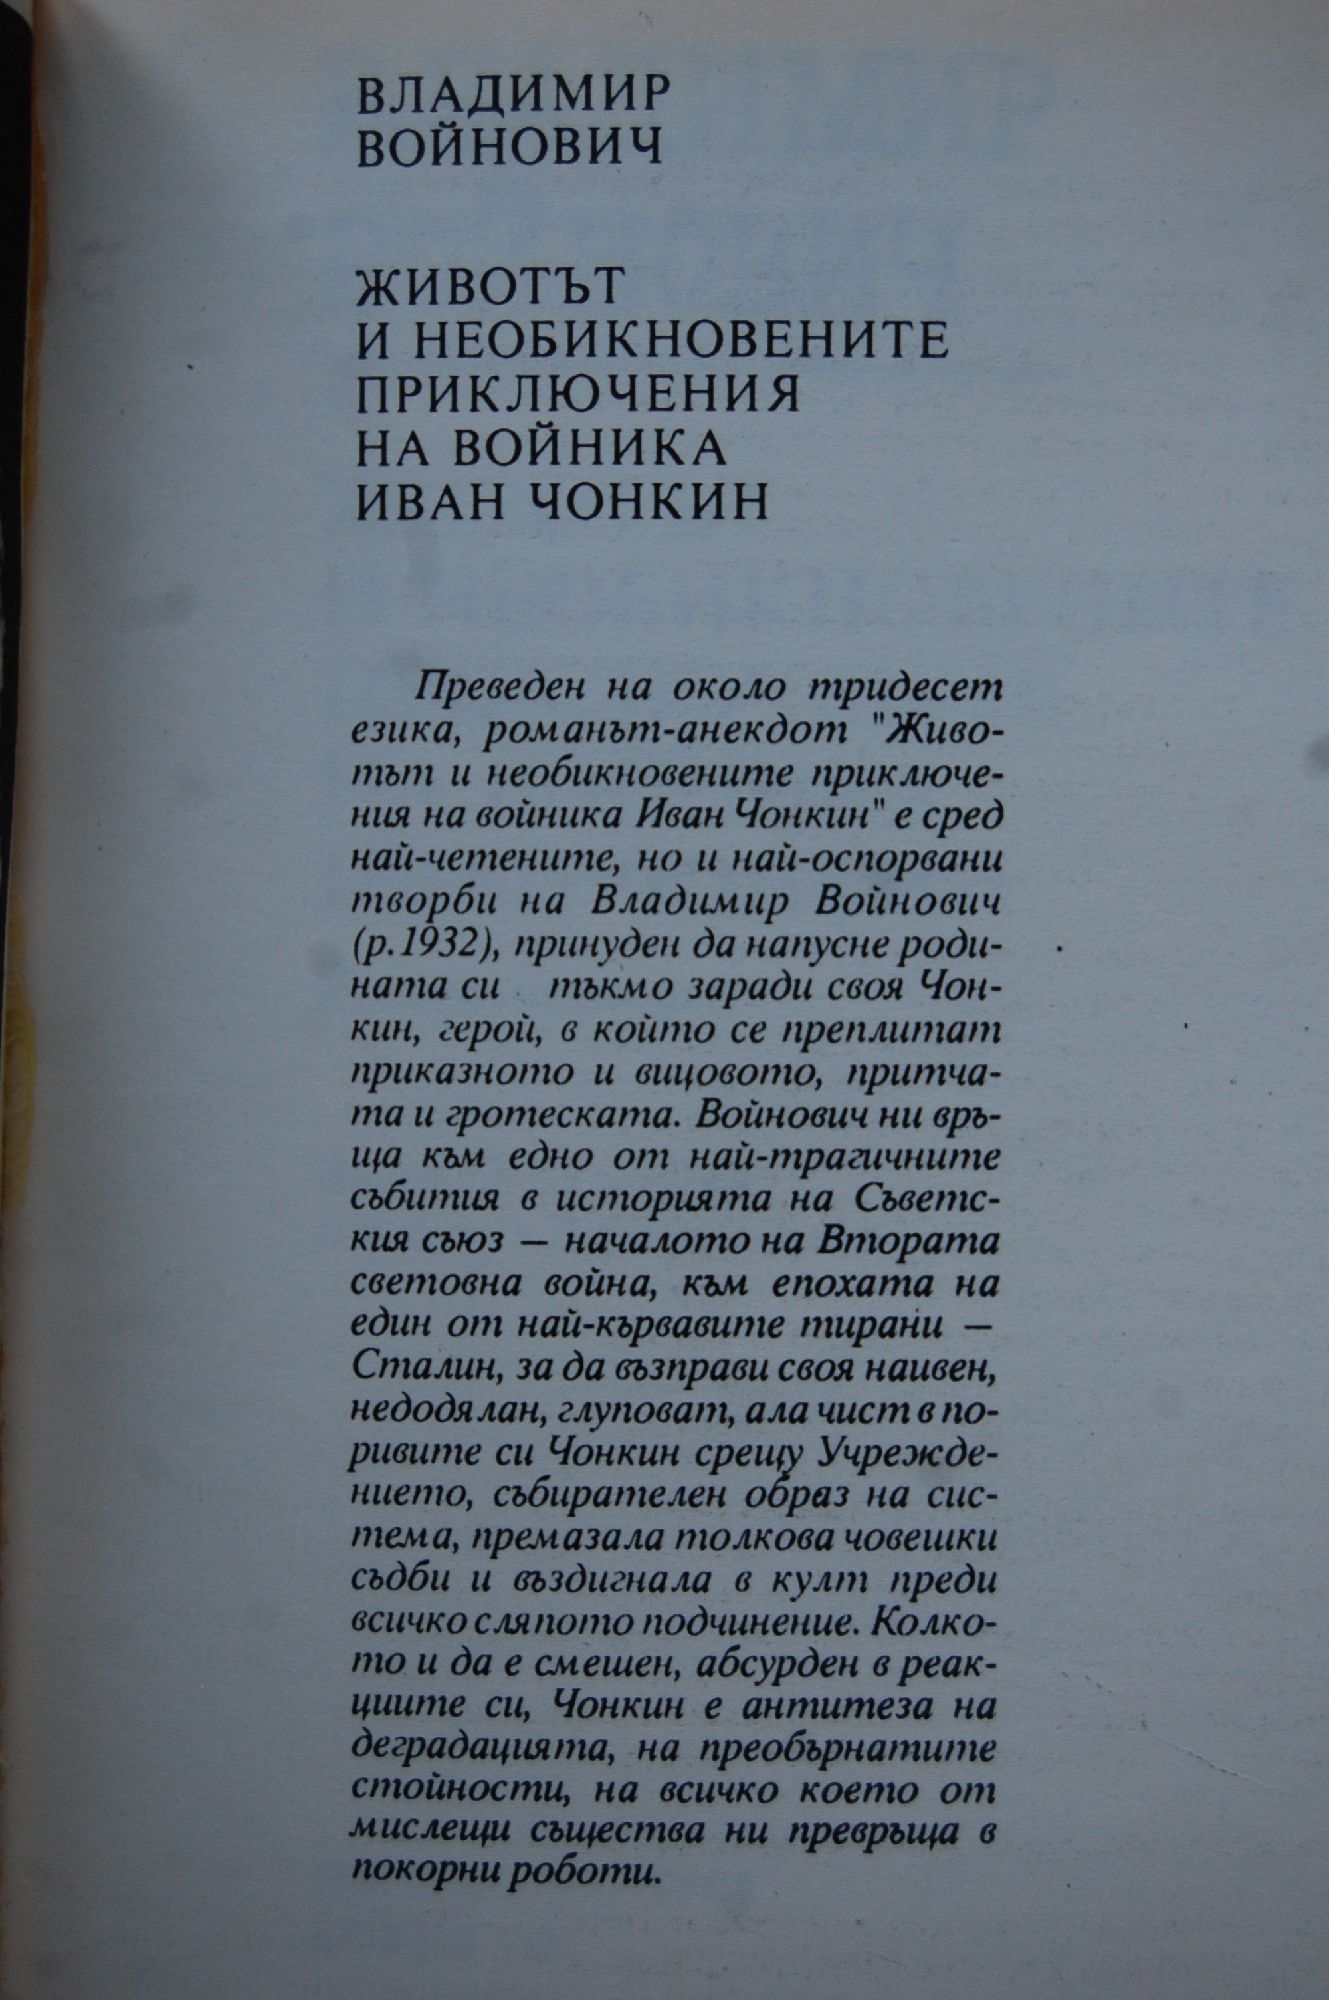 ВЛАДИМИР
ВОЙНОВИЧ
ЖИВОТЪТ
И НЕОБИКНОВЕНИТЕ
ПРИКЛЮЧЕНИЯ
НА ВОЙНИКА
ИВАН ЧОНКИН
Преведен на около тридесет
езика, романът-анекдот "Живо-
тът и необикновените приключе-
ния на войника Иван Чонкин" е сред
най-четените, но и най-оспорвани
творби на Владимир Войнович
(р.1932), принуден да напусне роди-
ната си тъкмо заради своя Чон-
кин, герой, в който се преплитат
приказното и вицовото, притча-
та и гротеската. Войнович ни връ-
ща към едно от най-трагичните
събития в историята на Съветс-
кия съюз — началото на Втората
световна война, към епохата на
един от най-кървавите тирани —
Сталин, за да възправи своя наивен,
недодялан, глуповат, ала чист в по-
ривите си Чонкин срещу Учрежде-
нието, събирателен образ на сис-
тема, премазала толкова човешки
съдби и въздигнала в култ преди
всичко сляпото подчинение. Колко-
то и да е смешен, абсурден в реак-
циите си, Чонкин е антитеза на
деградацията, на преобърнатите
стойности, на всичко което от
мислещи същества ни превръща в
покорни роботи.